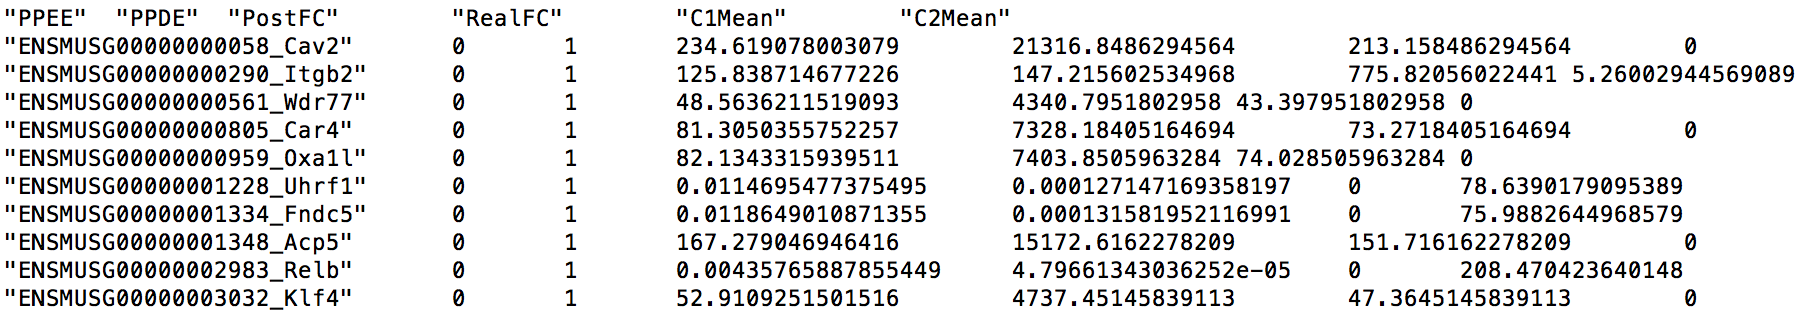 "PPEE" "PPDE" "PostFC" "RealFC" "C1Mean" "C2Mean"
"ENSMUSG00000000058_Cav2" 0 1 234.619078003079 21316.8486294564 213.158486294564 0
"ENSMUSG00000000290_Itgb2" 0 1 125.838714677226 147.215602534968 775.82056022441 5.26002944569089
"ENSMUSG00000000561_Wdr77" 0 1 48.5636211519093 4340.7951802958 43.397951802958 0
"ENSMUSG00000000805_Car4" 0 1 81.3050355752257 7328.18405164694 73.2718405164694 0
"ENSMUSG00000000959_Oxa1l" 0 1 82.1343315939511 7403.8505963284 74.028505963284 0
"ENSMUSG00000001228_Uhrf1" 0 1 0.0114695477375495 0.000127147169358197 0 78.6390179095389
"ENSMUSG00000001334_Fndc5" 0 1 0.0118649010871355 0.000131581952116991 0 75.9882644968579
"ENSMUSG00000001348_Acp5" 0 1 167.279046946416 15172.6162278209 151.716162278209 0
"ENSMUSG00000002983_Relb" 0 1 0.00435765887855449 4.79661343036252e-05 0 208.470423640148
"ENSMUSG00000003032_Klf4" 0 1 52.9109251501516 4737.45145839113 47.3645145839113 0